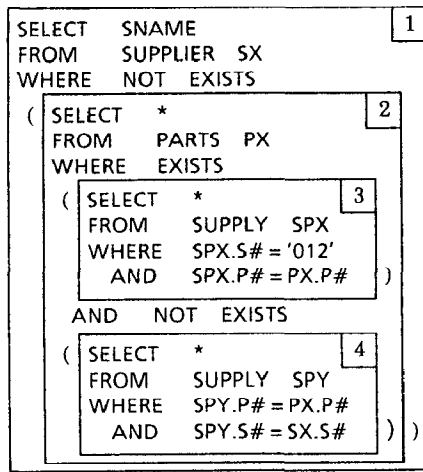 SELECT SNAME 1
FROM SUPPLIER SX
WHERE NOT EXISTS
( SELECT * 2
FROM PARTS PX
WHERE EXISTS
( SELECT * 3
FROM SUPPLY SPX
WHERE SPX.S# = '012'
AND SPX.P# = PX.P# )
AND NOT EXISTS
( SELECT * 4
FROM SUPPLY SPY
WHERE SPY.P# = PX.P#
AND SPY.S# = SX.S# ) )